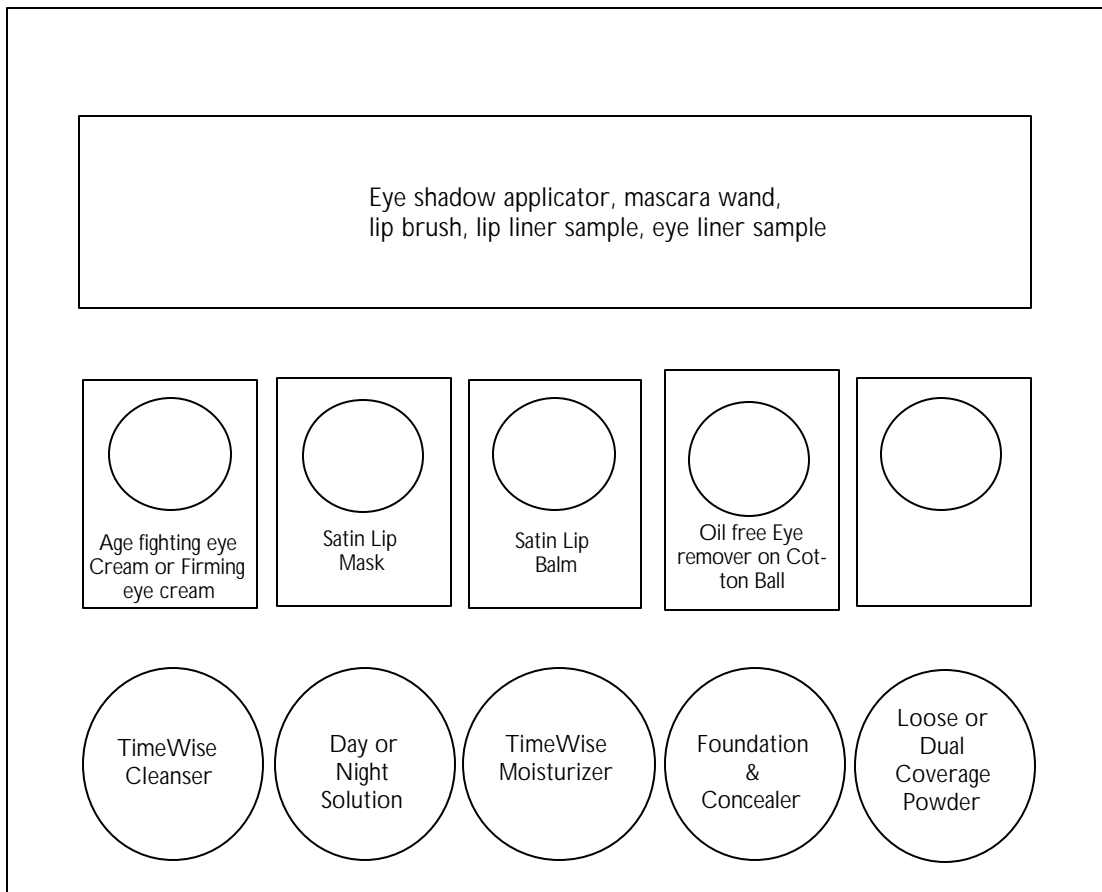 Eye shadow applicator, mascara wand,
lip brush, lip liner sample, eye liner sample
Age fighting eye
Cream or Firming
eye cream
Satin Lip
Mask
Satin Lip
Balm
Oil free Eye
remover on Cot-
ton Ball
TimeWise
Cleanser
Day or
Night
Solution
TimeWise
Moisturizer
Foundation
&
Concealer
Loose or
Dual
Coverage
Powder